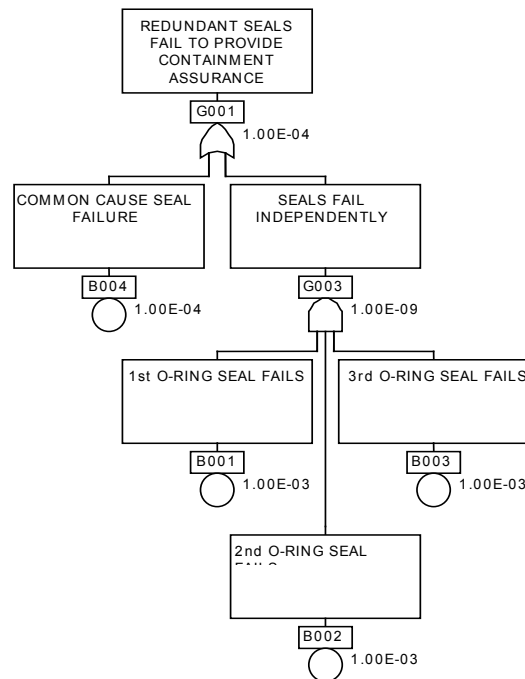 REDUNDANT SEALS
FAIL TO PROVIDE
CONTAINMENT
ASSURANCE
G001
1.00E-04
COMMON CAUSE SEAL
FAILURE
SEALS FAIL
INDEPENDENTLY
B004
1.00E-04
G003
1.00E-09
1st O-RING SEAL FAILS
3rd O-RING SEAL FAILS
B001
1.00E-03
B003
1.00E-03
2nd O-RING SEAL
B002
1.00E-03